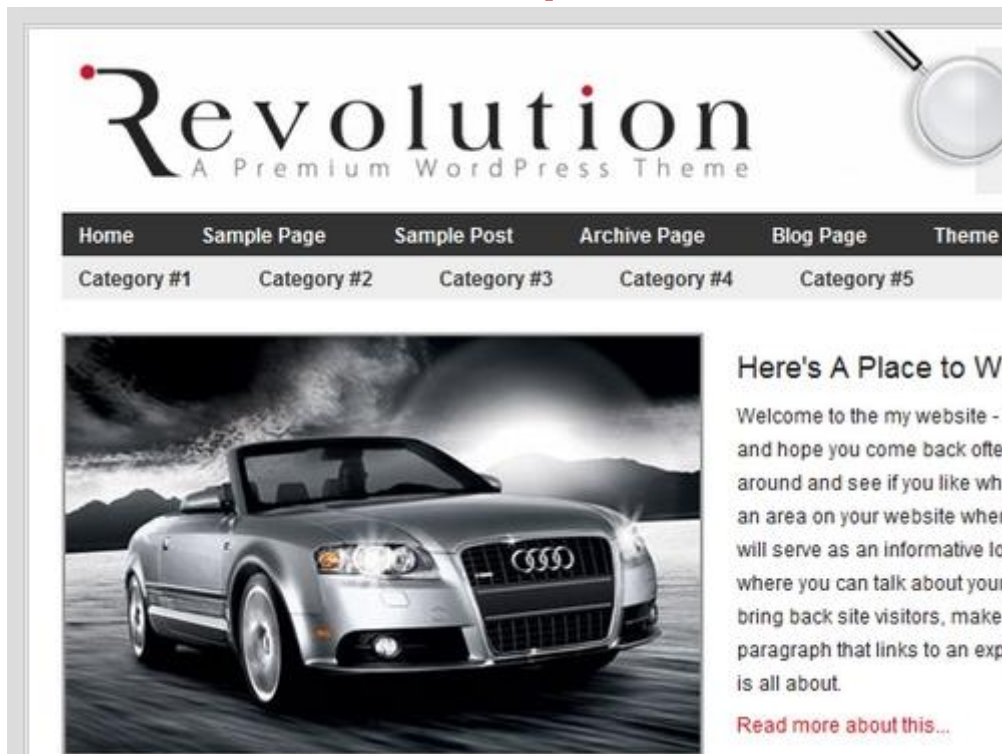 Revolution
A Premium WordPress Theme
Home Sample Page Sample Post Archive Page Blog Page Theme
Category #1 Category #2 Category #3 Category #4 Category #5
Here's A Place to W
Welcome to the my website -
and hope you come back ofte
around and see if you like wh
an area on your website wher
will serve as an informative lo
where you can talk about your
bring back site visitors, make
paragraph that links to an exp
is all about.
Read more about this...